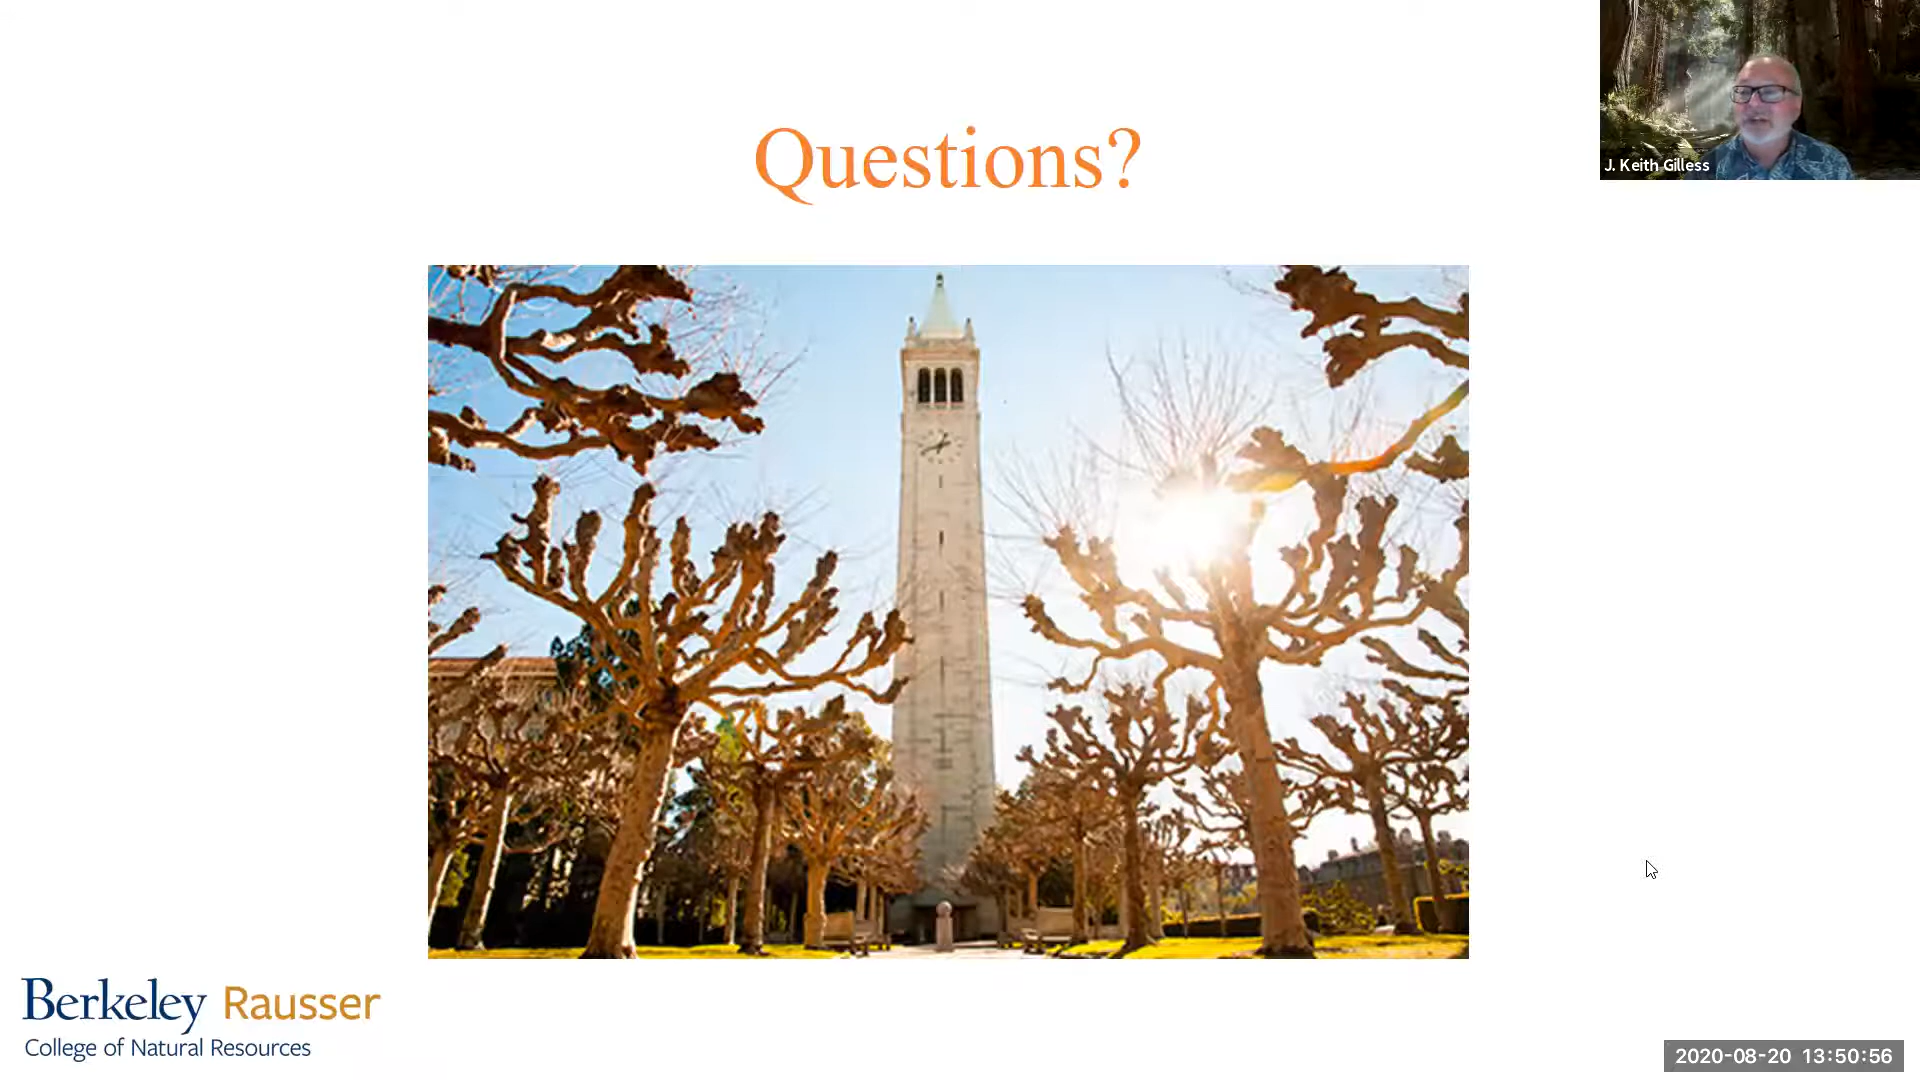 Questions?
J. Keith Gilless
Berkeley Rausser
College of Natural Resources
2020-08-20 13:50:56